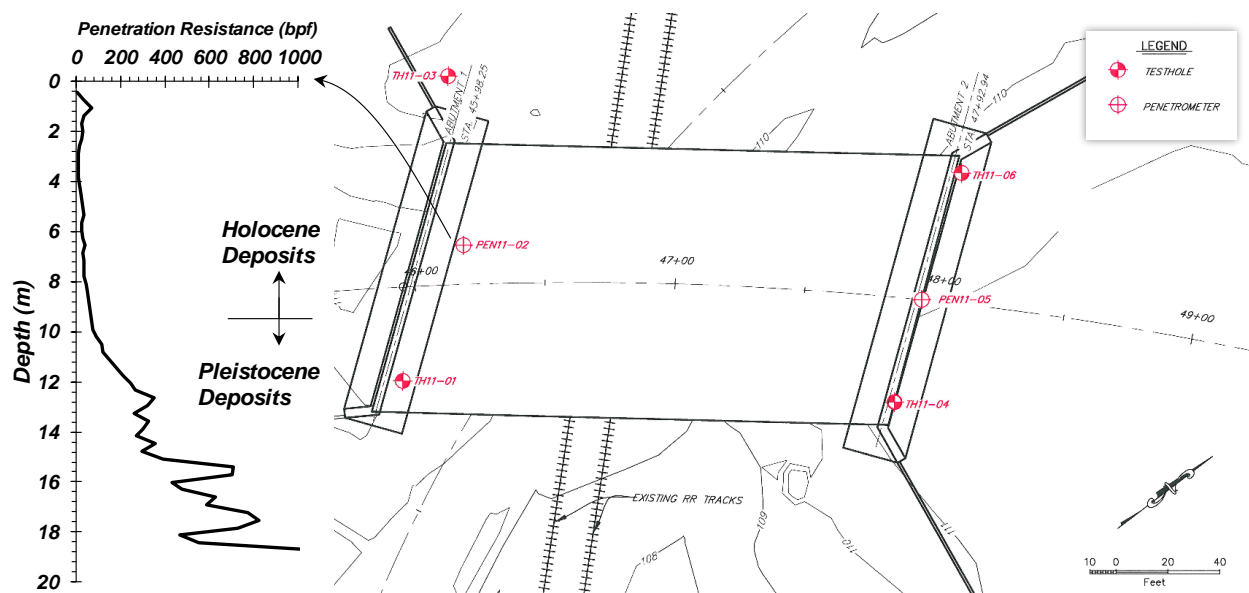 Penetration Resistance (bpf)
0 200 400 600 800 1000
0
2
4
6
8
10
12
14
16
18
20
Depth (m)
Holocene
Deposits
Pleistocene
Deposits
TH11-03
ABUTMENT 1
STA. 45+98.25
110
ABUTMENT 2
STA. 47+92.94
110
LEGEND
TESTHOLE
PENETROMETER
TH11-06
PEN11-02
46+00
47+00
48+00
PEN11-05
49+00
TH11-01
TH11-04
EXISTING RR TRACKS
109
108
110
111
10 0 20 40
Feet